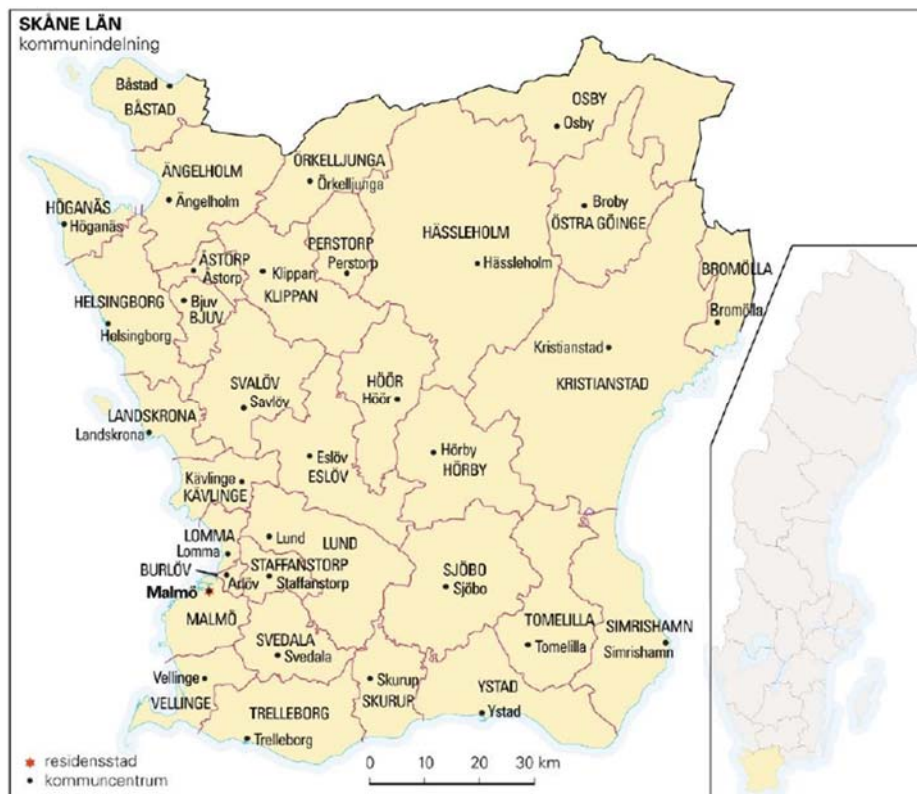 SKÅNE LÄN
kommunindelning
Båstad
BÅSTAD
OSBY
Osby
ÖRKELLJUNGA
Örkelljunga
ÄNGELHOLM
Ängelholm
HÖGANÄS
Höganäs
Broby
ÖSTRA GÖINGE
PERSTORP
Perstorp
HÄSSLEHOLM
Hässleholm
ÅSTORP
Åstorp
Klippan
KLIPPAN
BROMÖLLA
Bromölla
HELSINGBORG
Helsingborg
Bjuv
BJUV
Kristianstad
KRISTIANSTAD
SVALÖV
Savlöv
HÖÖR
Höör
LANDSKRONA
Landskrona
Hörby
HÖRBY
Eslöv
ESLÖV
Kävlinge
KÄVLINGE
LOMMA
Lomma
Lund
LUND
BURLÖV
Arlöv
STAFFANSTORP
Staffanstorp
Malmö
MALMÖ
SJÖBO
Sjöbo
TOMELILLA
Tomelilla
SIMRISHAMN
Simrishamn
SVEDALA
Svedala
Vellinge
VELLINGE
Skurup
SKURUP
YSTAD
Ystad
TRELLEBORG
Trelleborg
residensstad
kommuncentrum
0 10 20 30 km